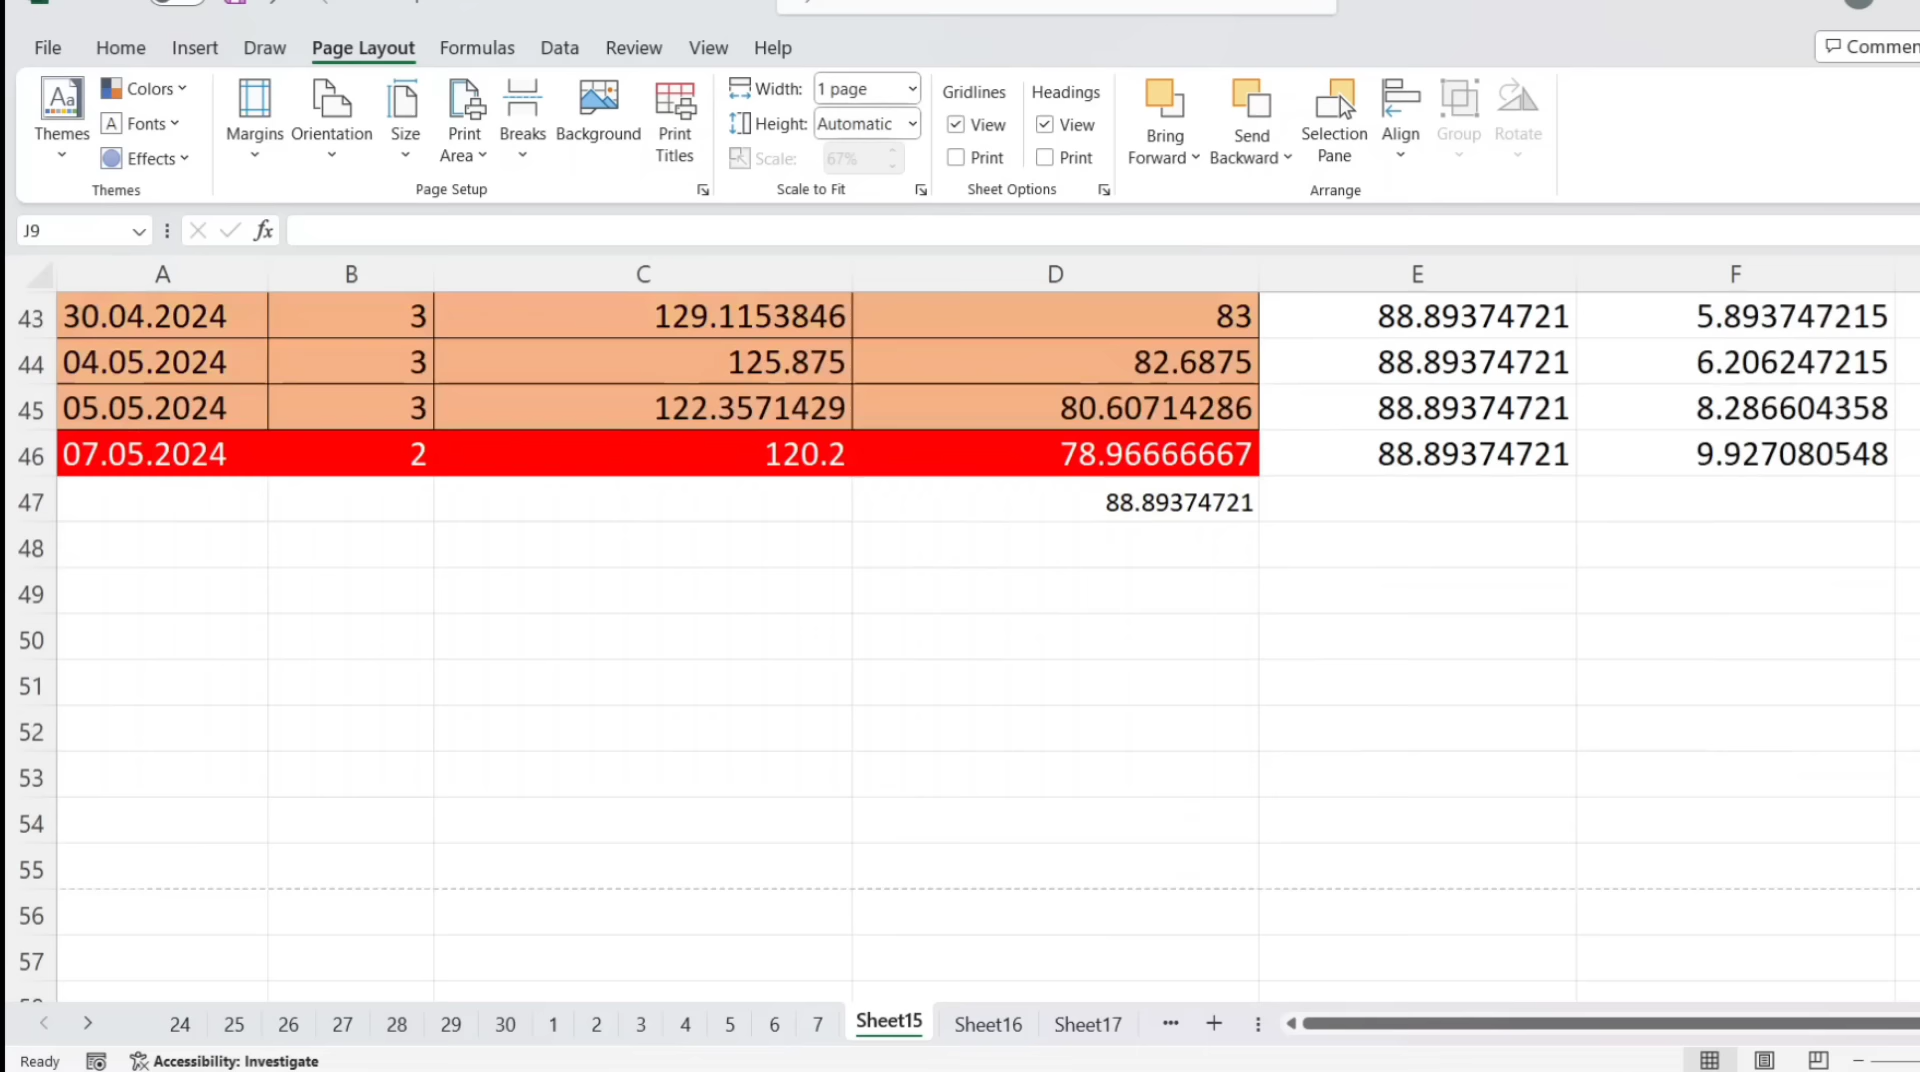 File Home Insert Draw Page Layout Formulas Data Review View Help Commen
Aa Colors Width: 1 page Gridlines Headings
A Fonts Height: Automatic View View
Themes Margins Orientation Size Print Breaks Background Print Bring Send Selection Align Group Rotate
Effects Area Titles Scale: 67% Print Print Forward Backward Pane
Themes Page Setup Scale to Fit Sheet Options Arrange
J9 fx
A B C D E F
43 30.04.2024 3 129.1153846 83 88.89374721 5.893747215
44 04.05.2024 3 125.875 82.6875 88.89374721 6.206247215
45 05.05.2024 3 122.3571429 80.60714286 88.89374721 8.286604358
46 07.05.2024 2 120.2 78.96666667 88.89374721 9.927080548
47 88.89374721
48
49
50
51
52
53
54
55
56
57
24 25 26 27 28 29 30 1 2 3 4 5 6 7 Sheet15 Sheet16 Sheet17 ••• +
Ready Accessibility: Investigate